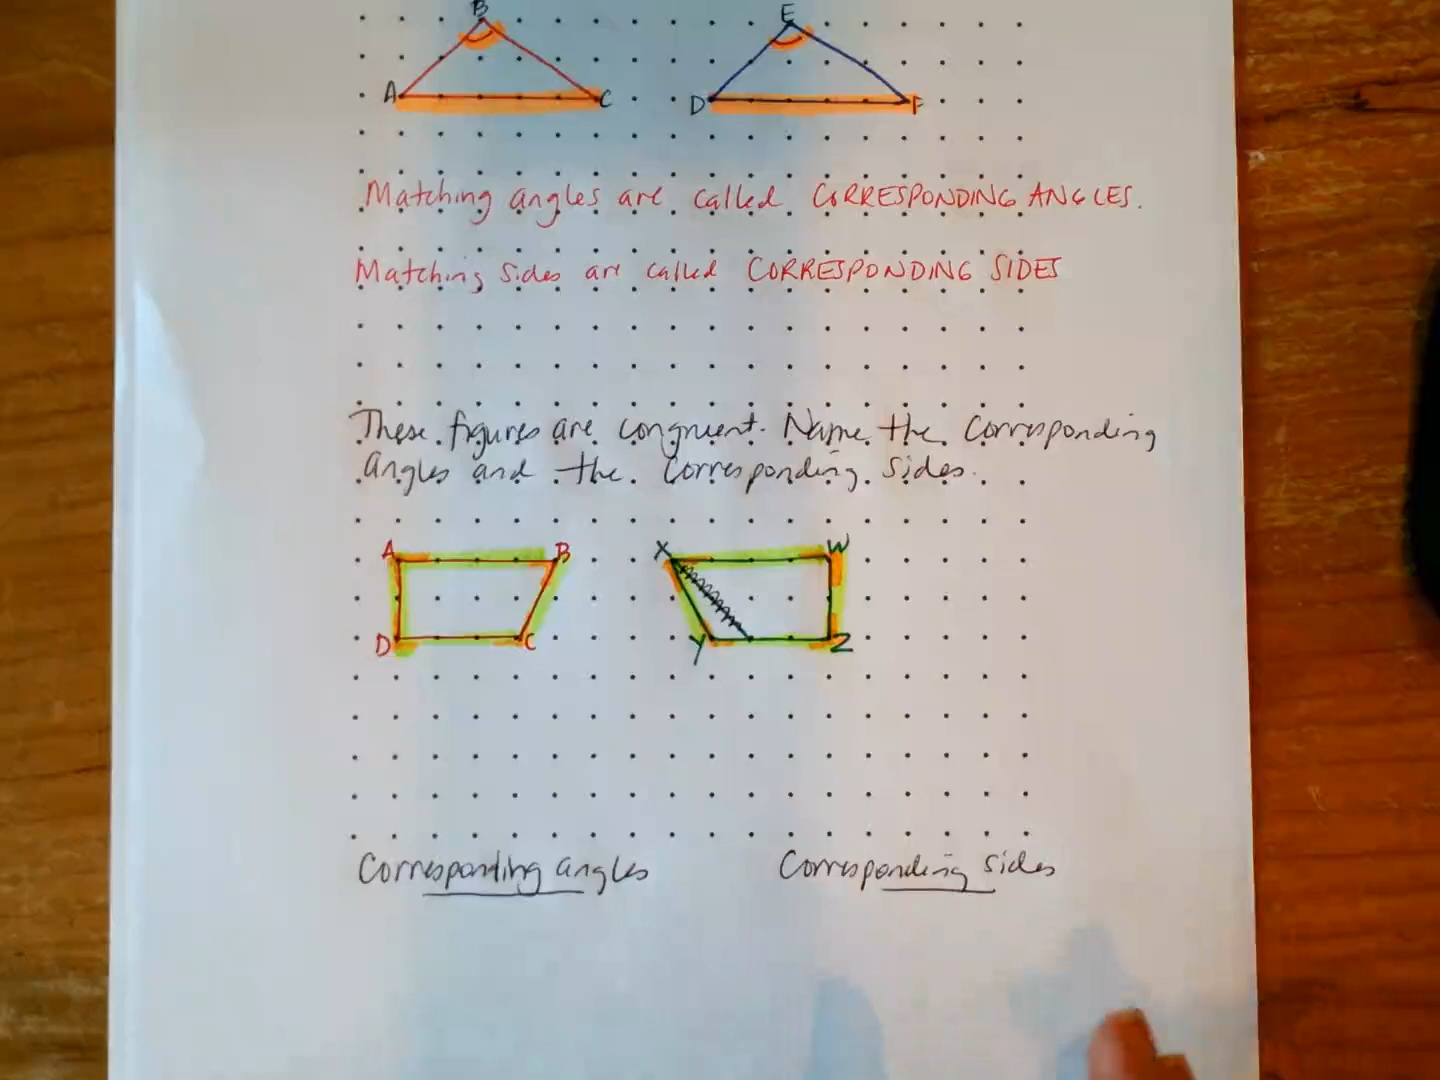 B E
A C D F
Matching angles are called CORRESPONDING ANGLES.
Matching sides are called CORRESPONDING SIDES
These figures are congruent. Name the corresponding
angles and the corresponding sides.
A B X W
D C Y Z
Corresponding angles Corresponding sides